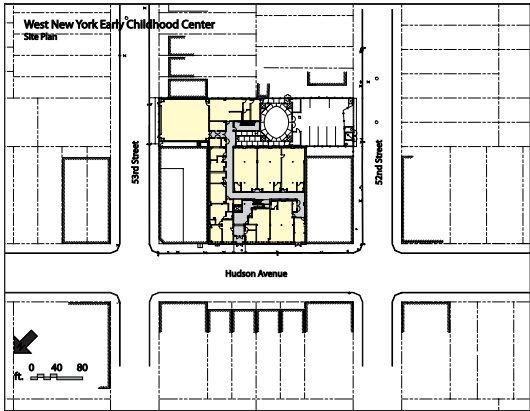 West New York Early Childhood Center
Site Plan
53rd Street
52nd Street
Hudson Avenue
0 40 80
ft.